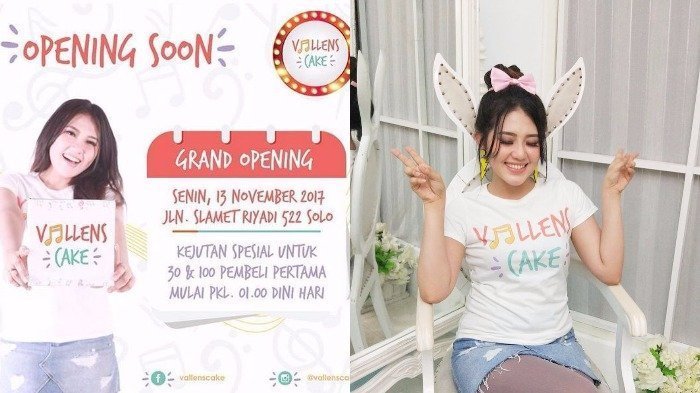 OPENING SOON
VALLENS
CAKE
GRAND OPENING
SENIN, 13 NOVEMBER 2017
JLN. SLAMET RIYADI 522 SOLO
KEJUTAN SPESIAL UNTUK
30 & 100 PEMBELI PERTAMA
MULAI PKL. 01.00 DINI HARI
VALLENS
CAKE
vallenscake
@vallenscake
VALLENS
CAKE